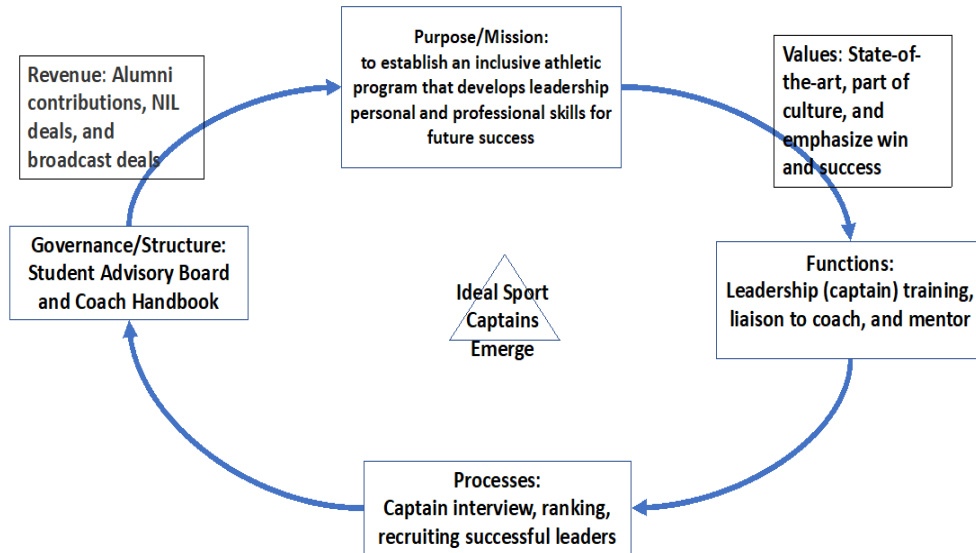 Purpose/Mission:
to establish an inclusive athletic
program that develops leadership
personal and professional skills for
future success
Revenue: Alumni
contributions, NIL
deals, and
broadcast deals
Values: State-of-
the-art, part of
culture, and
emphasize win
and success
Governance/Structure:
Student Advisory Board
and Coach Handbook
Ideal Sport
Captains
Emerge
Functions:
Leadership (captain) training,
liaison to coach, and mentor
Processes:
Captain interview, ranking,
recruiting successful leaders